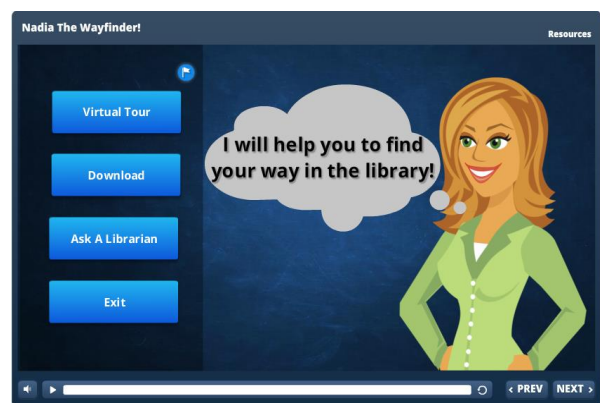 Nadia The Wayfinder!
Resources
Virtual Tour
Download
Ask A Librarian
Exit
I will help you to find
your way in the library!
‹ PREV
NEXT ›